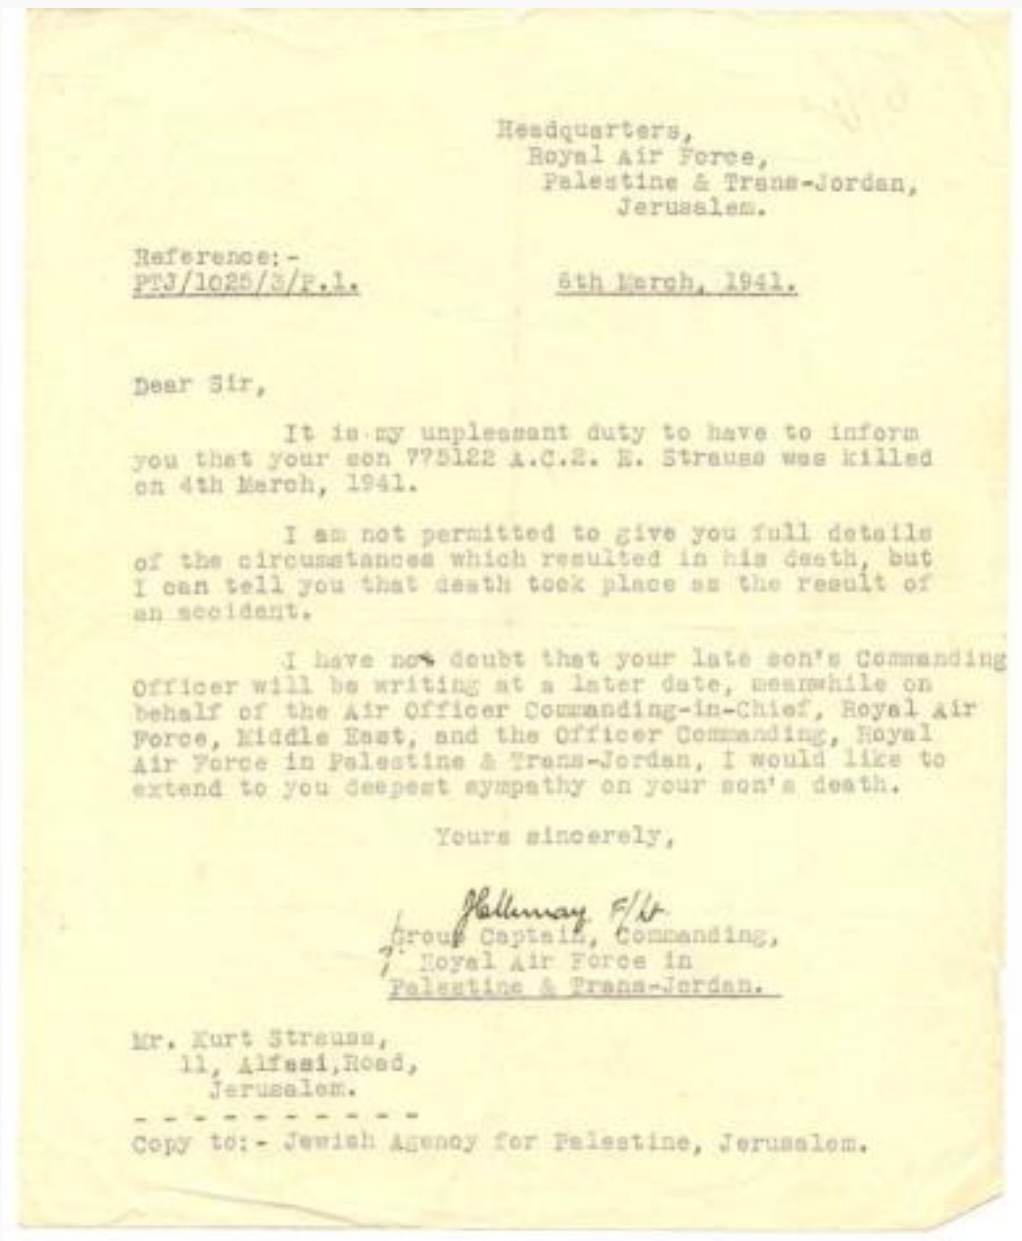 Headquarters,
Royal Air Force,
Palestine & Trans-Jordan,
Jerusalem.
Reference:-
PTJ/1025/3/P.1.
6th March, 1941.
Dear Sir,
It is my unpleasant duty to have to inform
you that your son 775122 A.C.2. E. Strauss was killed
on 4th March, 1941.
I am not permitted to give you full details
of the circumstances which resulted in his death, but
I can tell you that death took place as the result of
an accident.
I have no doubt that your late son's Commanding
Officer will be writing at a later date, meanwhile on
behalf of the Air Officer Commanding-in-Chief, Royal Air
Force, Middle East, and the Officer Commanding, Royal
Air Force in Palestine & Trans-Jordan, I would like to
extend to you deepest sympathy on your son's death.
Yours sincerely,
F/Lt
Group Captain, Commanding,
Royal Air Force in
Palestine & Trans-Jordan.
Mr. Kurt Strauss,
11, Alfasi,Road,
Jerusalem.
- - - - - - - - - -
Copy to:- Jewish Agency for Palestine, Jerusalem.